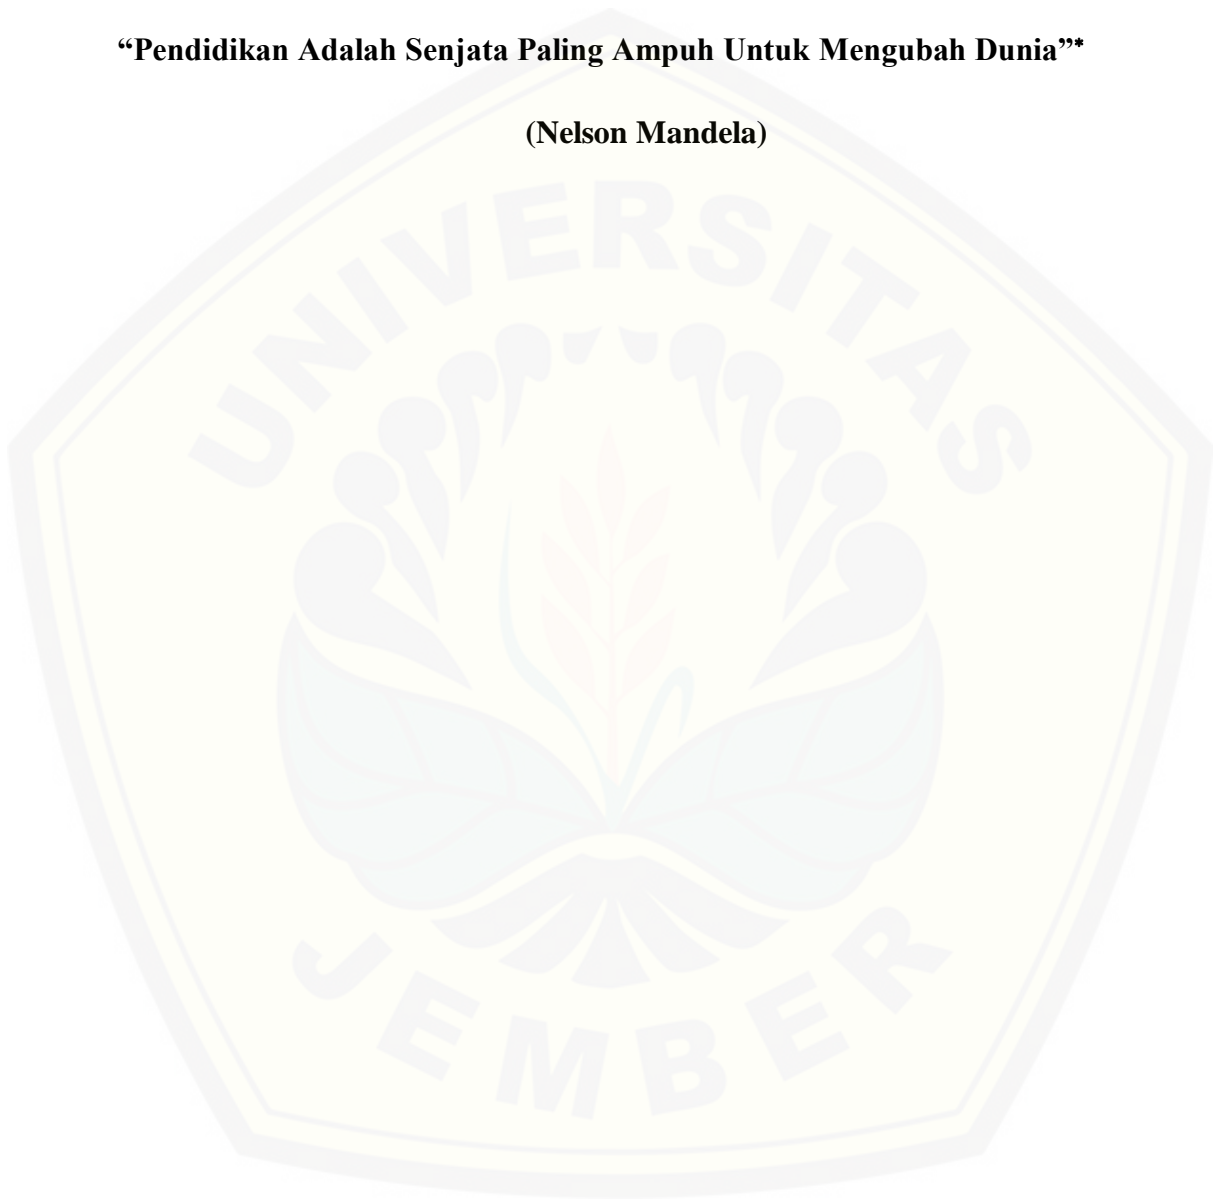 “Pendidikan Adalah Senjata Paling Ampuh Untuk Mengubah Dunia”*
(Nelson Mandela)
UNIVERSITAS
JEMBER